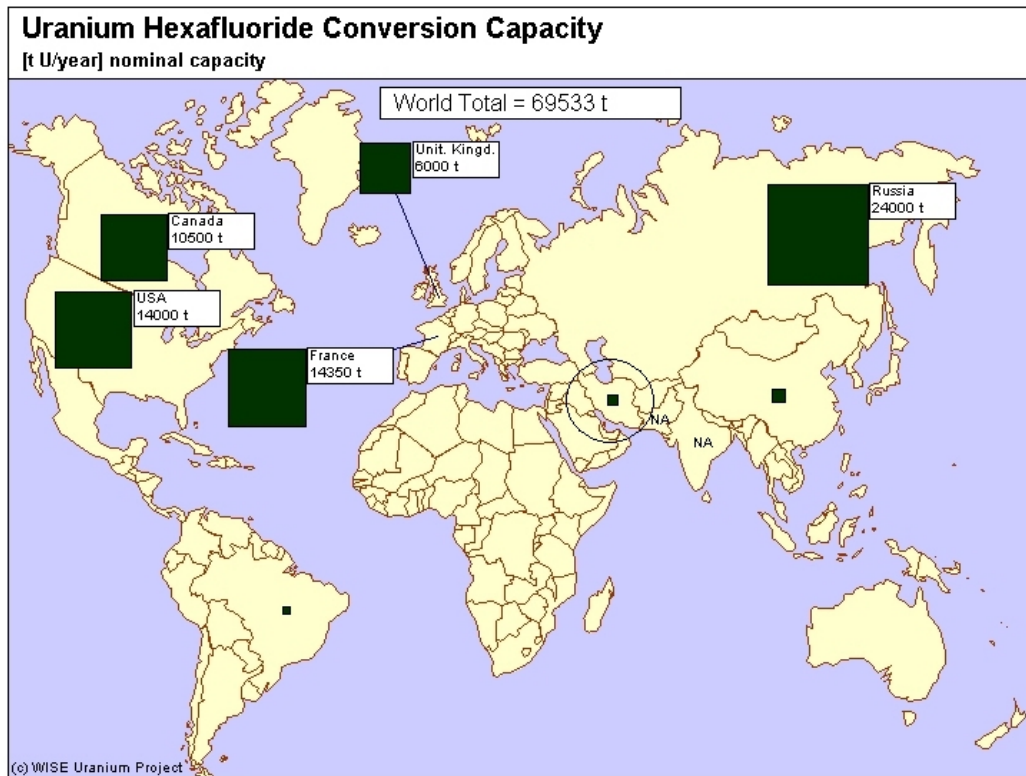 Uranium Hexafluoride Conversion Capacity
[t U/year] nominal capacity
World Total = 69533 t
Unit. Kingd.
6000 t
Russia
24000 t
Canada
10500 t
USA
14000 t
France
14350 t
NA
NA
(c) WISE Uranium Project